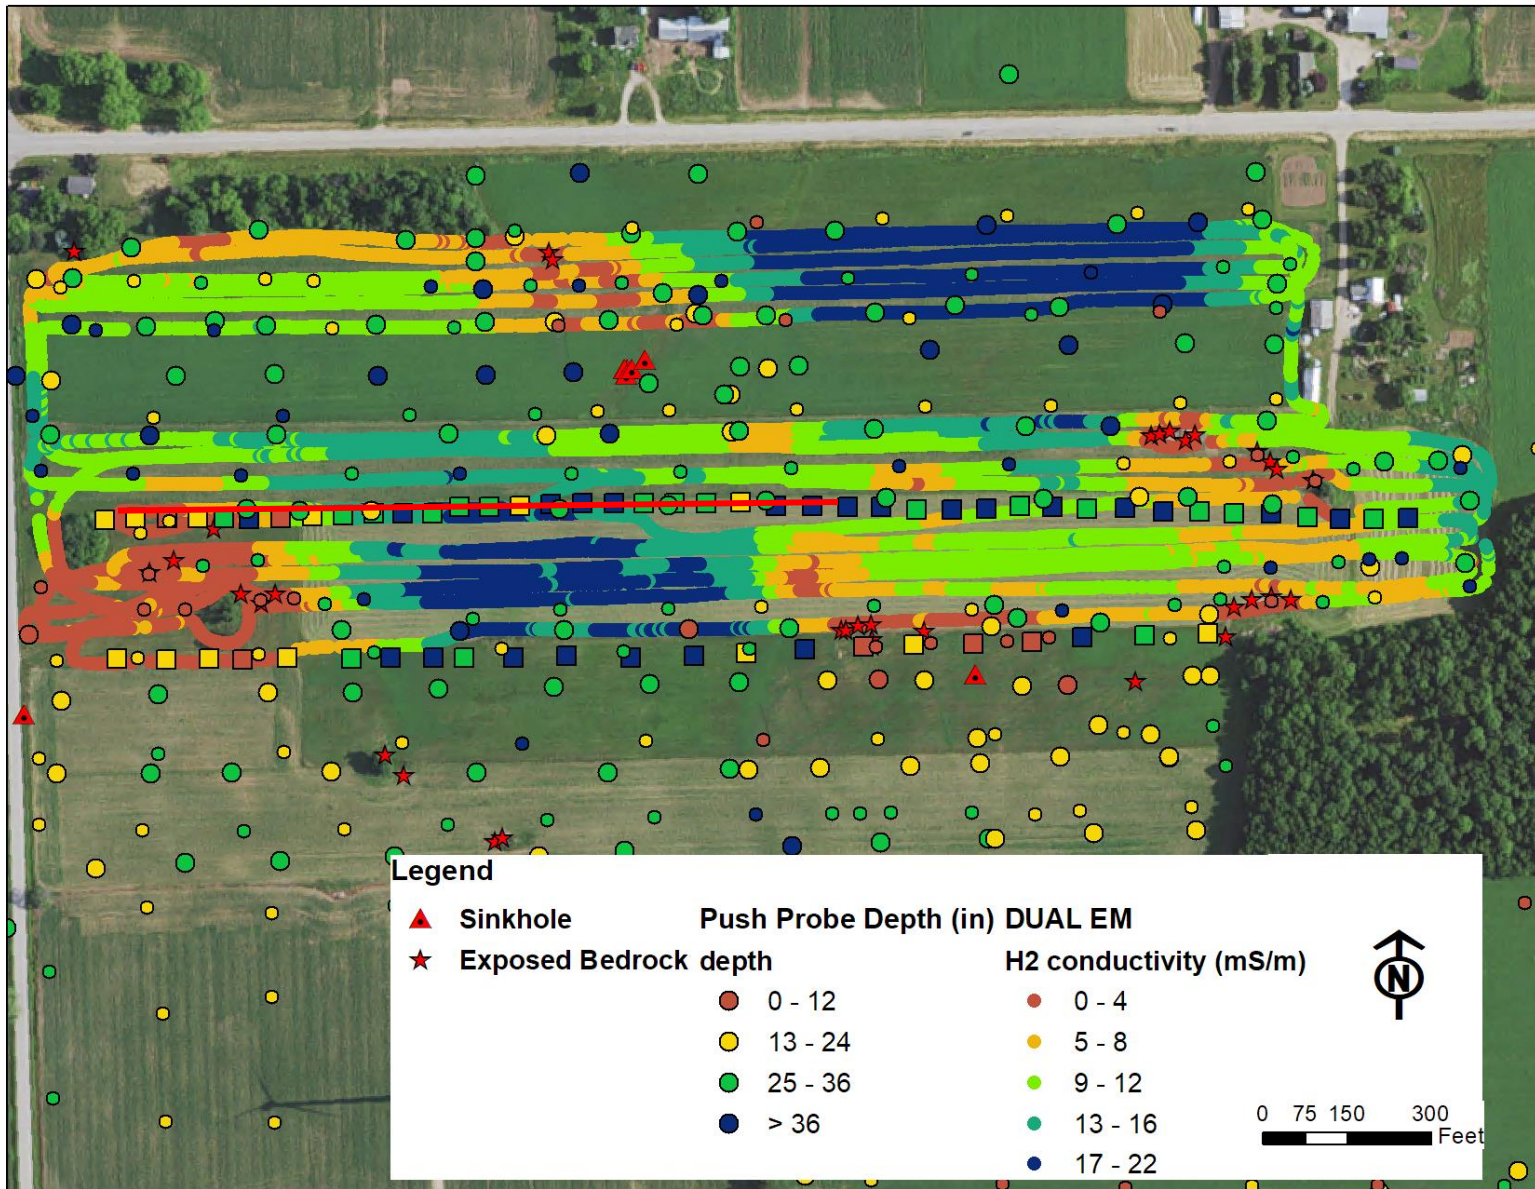 Legend
Sinkhole
Exposed Bedrock
Push Probe Depth (in)
depth
0 - 12
13 - 24
25 - 36
> 36
DUAL EM
H2 conductivity (mS/m)
0 - 4
5 - 8
9 - 12
13 - 16
17 - 22
N
0 75 150 300
Feet